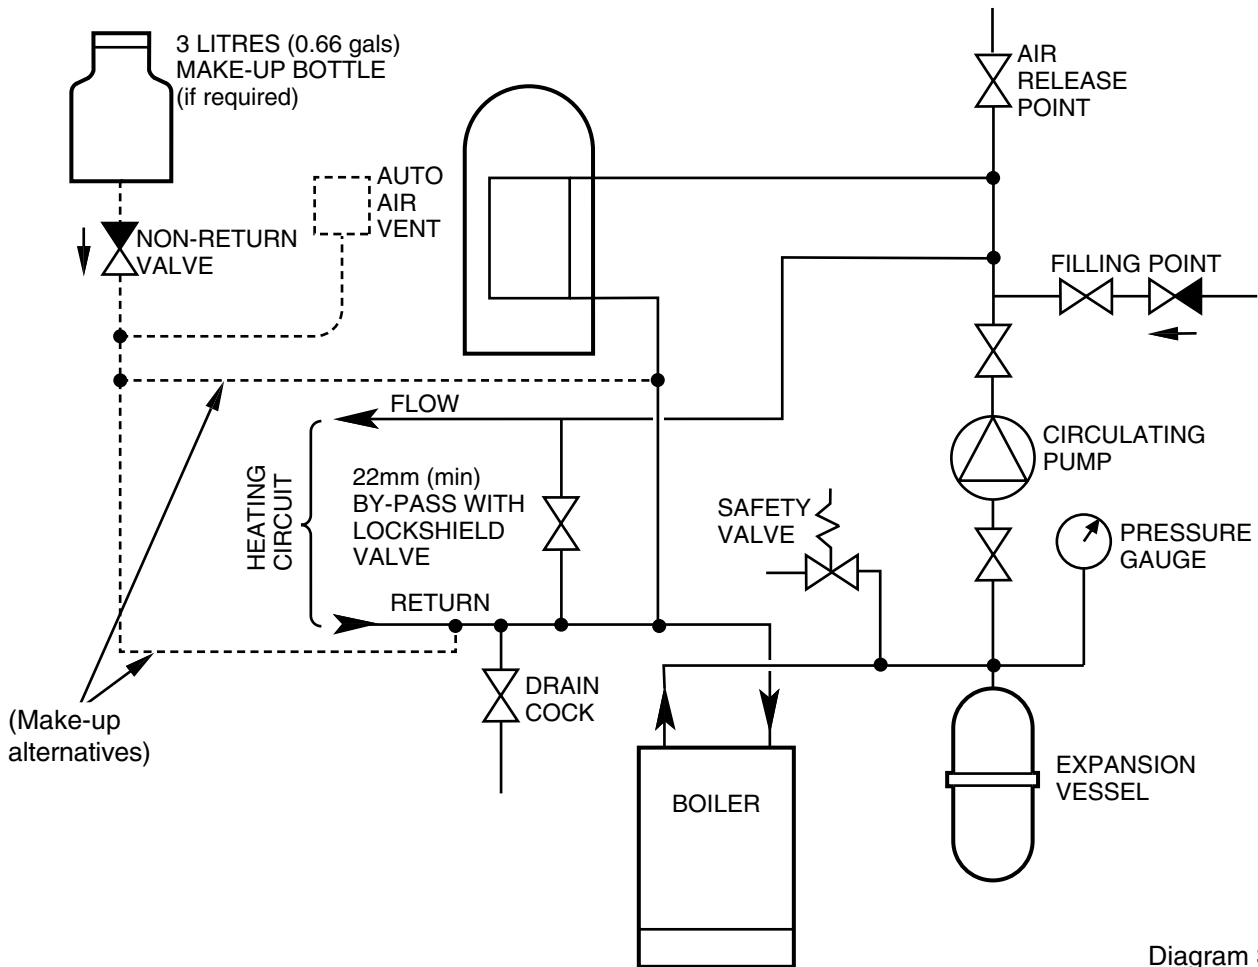 3 LITRES (0.66 gals)
MAKE-UP BOTTLE
(if required)
AIR
RELEASE
POINT
AUTO
AIR
VENT
NON-RETURN
VALVE
FILLING POINT
FLOW
HEATING
CIRCUIT
22mm (min)
BY-PASS WITH
LOCKSHIELD
VALVE
CIRCULATING
PUMP
SAFETY
VALVE
PRESSURE
GAUGE
RETURN
DRAIN
COCK
(Make-up
alternatives)
BOILER
EXPANSION
VESSEL
Diagram